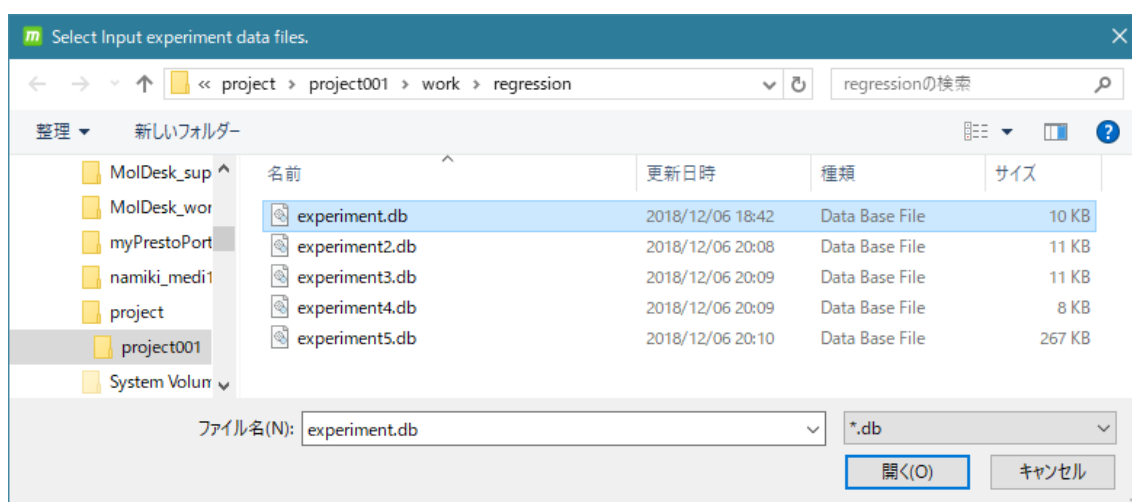 m Select Input experiment data files.
« project › project001 › work › regression regressionの検索
整理 新しいフォルダー
MolDesk_sup 名前 更新日時 種類 サイズ
MolDesk_wor experiment.db 2018/12/06 18:42 Data Base File 10 KB
myPrestoPort experiment2.db 2018/12/06 20:08 Data Base File 11 KB
namiki_medi1 experiment3.db 2018/12/06 20:09 Data Base File 11 KB
project experiment4.db 2018/12/06 20:09 Data Base File 8 KB
project001 experiment5.db 2018/12/06 20:10 Data Base File 267 KB
System Volum
ファイル名(N): experiment.db *.db
開く(O) キャンセル